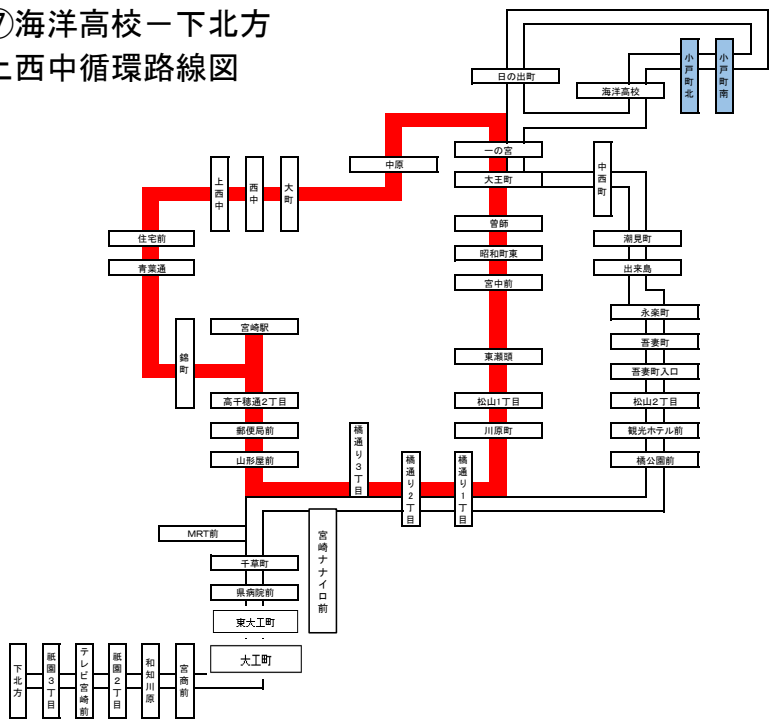 ⑦海洋高校－下北方
上西中循環路線図
日の出町
海洋高校
小戸町北
小戸町南
一の宮
中原
大王町
中西町
上西中
西中
大町
曽師
住宅前
昭和町東
潮見町
青葉通
宮中前
出来島
永楽町
宮崎駅
錦町
吾妻町
東瀬頭
吾妻町入口
高千穂通2丁目
松山1丁目
松山2丁目
郵便局前
川原町
観光ホテル前
山形屋前
橘通り3丁目
橘通り2丁目
橘通り1丁目
橘公園前
MRT前
宮崎ナナイロ前
千草町
県病院前
東大工町
大工町
下北方
祇園3丁目
テレビ宮崎前
祇園2丁目
和知川原
宮商前